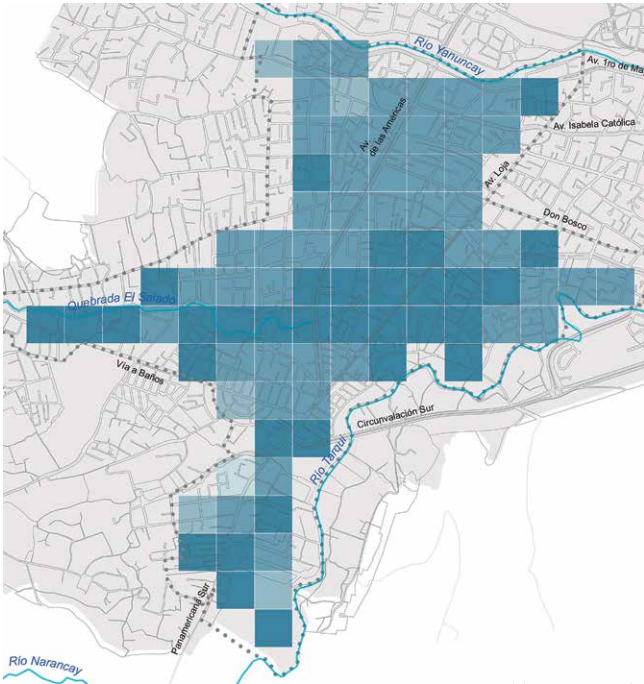 Río Yanuncay
Av. 1ro de Ma
Av. Isabela Católica
Av.
de las Américas
Av. Loja
Don Bosco
Quebrada El Salado
Vía a Baños
Circunvalación Sur
Río Tarqui
Panamericana Sur
Río Narancay